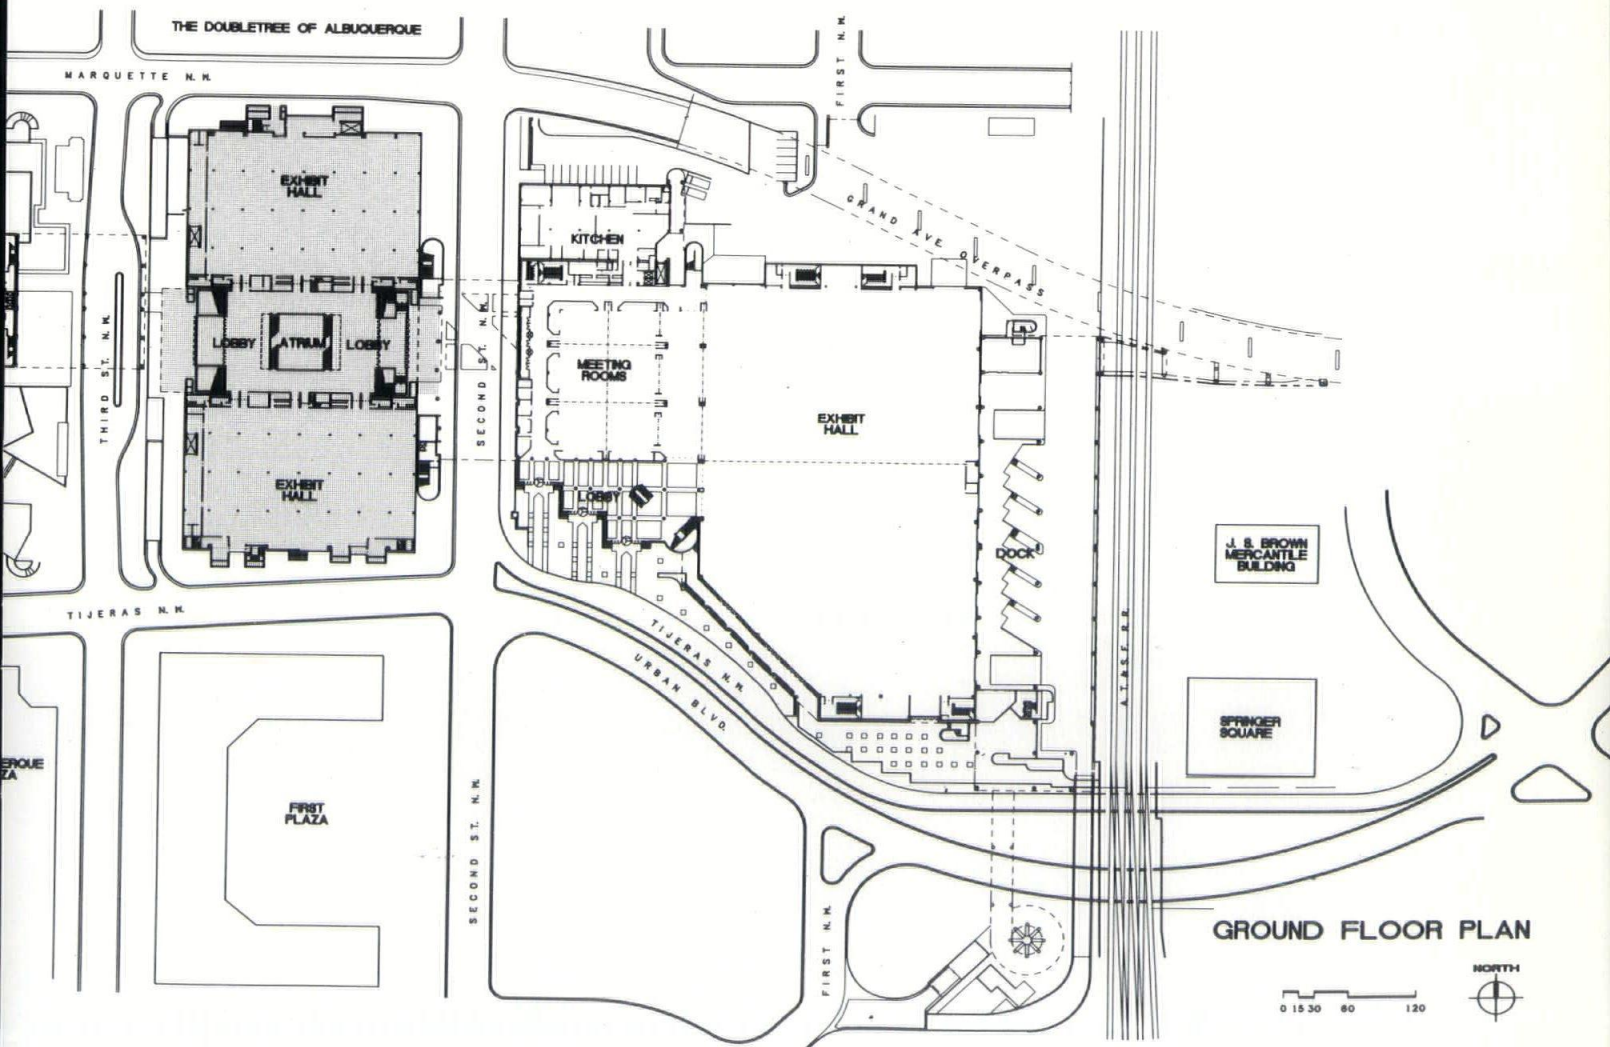 THE DOUBLETREE OF ALBUQUERQUE
MARQUETTE N.W.
FIRST N.W.
EXHIBIT
HALL
GRAND AVE. OVERPASS
KITCHEN
THIRD ST. N.W.
LOBBY
ATRIUM
LOBBY
SECOND ST. N.W.
MEETING
ROOMS
EXHIBIT
HALL
EXHIBIT
HALL
LOBBY
DOCK
J. S. BROWN
MERCANTILE
BUILDING
TIJERAS N.W.
TIJERAS N.W.
URBAN BLVD.
A.T.&S.F. R.R.
SPRINGER
SQUARE
ERQUE
ZA
FIRST
PLAZA
SECOND ST. N.W.
FIRST N.W.
GROUND FLOOR PLAN
NORTH
0 15 30 60 120